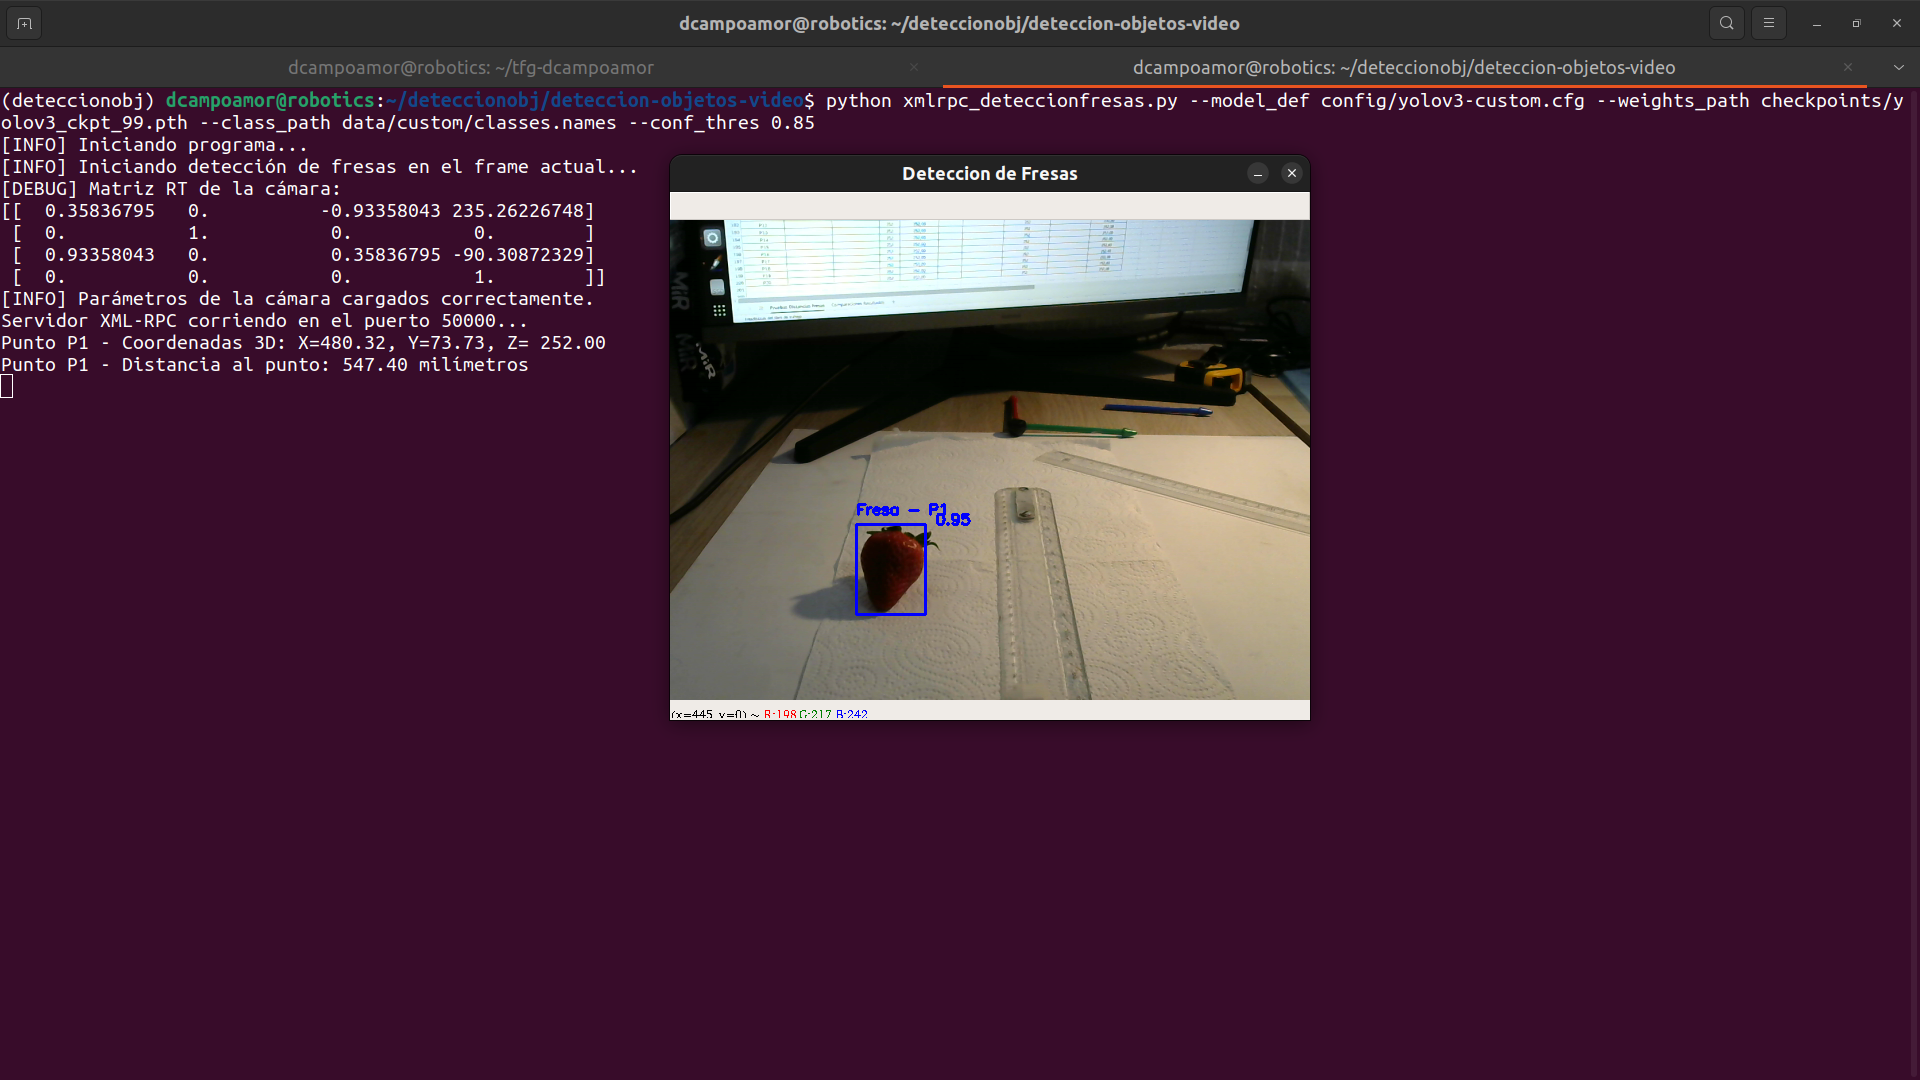 dcampoamor@robotics: ~/deteccionobj/deteccion-objetos-video
dcampoamor@robotics: ~/tfg-dcampoamor
dcampoamor@robotics: ~/deteccionobj/deteccion-objetos-video
(deteccionobj) dcampoamor@robotics:~/deteccionobj/deteccion-objetos-video$ python xmlrpc_deteccionfresas.py --model_def config/yolov3-custom.cfg --weights_path checkpoints/y
olov3_ckpt_99.pth --class_path data/custom/classes.names --conf_thres 0.85
[INFO] Iniciando programa...
[INFO] Iniciando detección de fresas en el frame actual...
[DEBUG] Matriz RT de la cámara:
[[ 0.35836795 0. -0.93358043 235.26226748]
[ 0. 1. 0. 0. ]
[ 0.93358043 0. 0.35836795 -90.30872329]
[ 0. 0. 0. 1. ]]
[INFO] Parámetros de la cámara cargados correctamente.
Servidor XML-RPC corriendo en el puerto 50000...
Punto P1 - Coordenadas 3D: X=480.32, Y=73.73, Z= 252.00
Punto P1 - Distancia al punto: 547.40 milímetros
Deteccion de Fresas
MiR
MiR
MiR
Fresa - P1
0.95
(x=445, y=0) ~ R:198 G:217 B:242